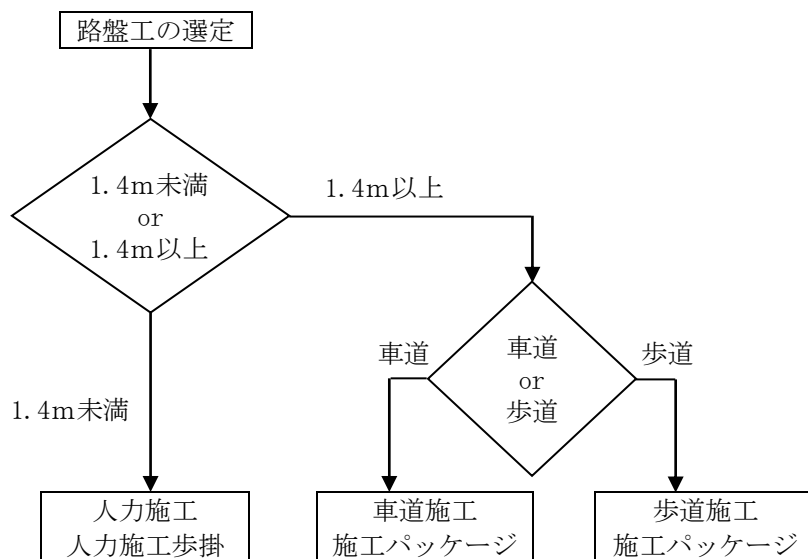 路盤工の選定
1.4m未満
or
1.4m以上
1.4m以上
車道
車道
or
歩道
歩道
1.4m未満
人力施工
人力施工歩掛
車道施工
施工パッケージ
歩道施工
施工パッケージ